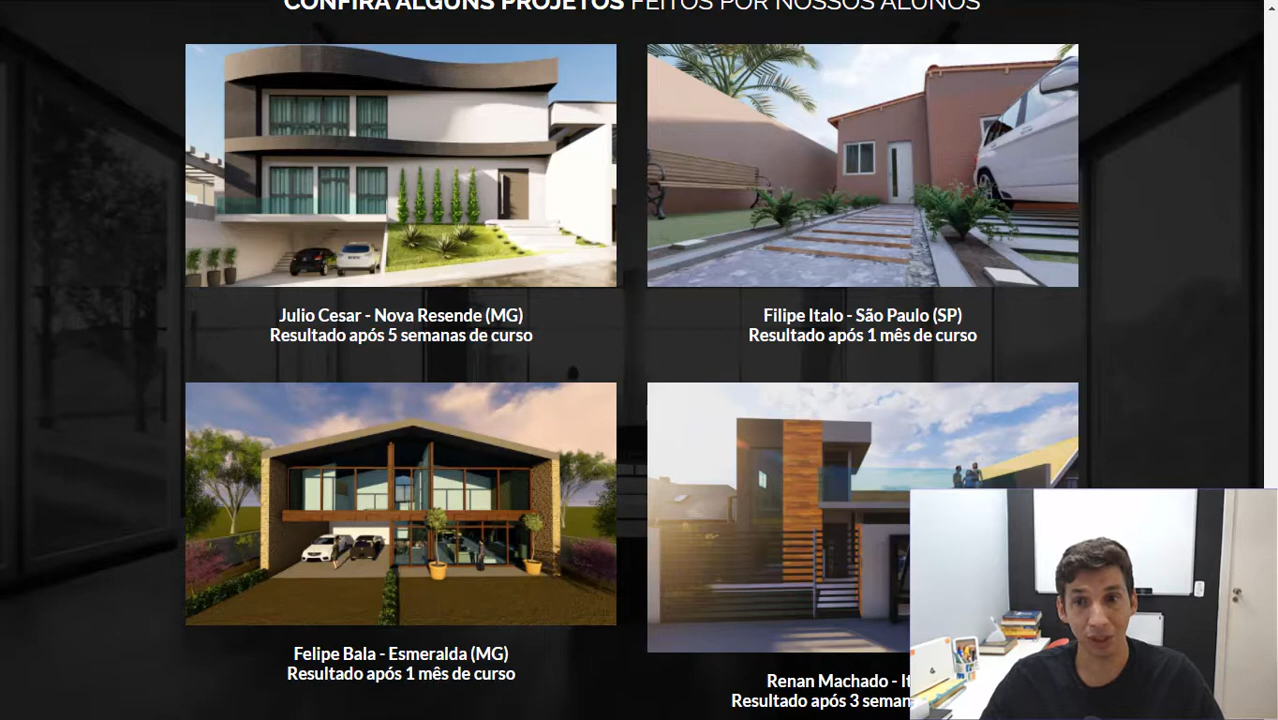 CONFIRA ALGUNS PROJETOS FEITOS POR NOSSOS ALUNOS
Julio Cesar - Nova Resende (MG)
Resultado após 5 semanas de curso
Filipe Italo - São Paulo (SP)
Resultado após 1 mês de curso
Felipe Bala - Esmeralda (MG)
Resultado após 1 mês de curso
Renan Machado - It
Resultado após 3 seman